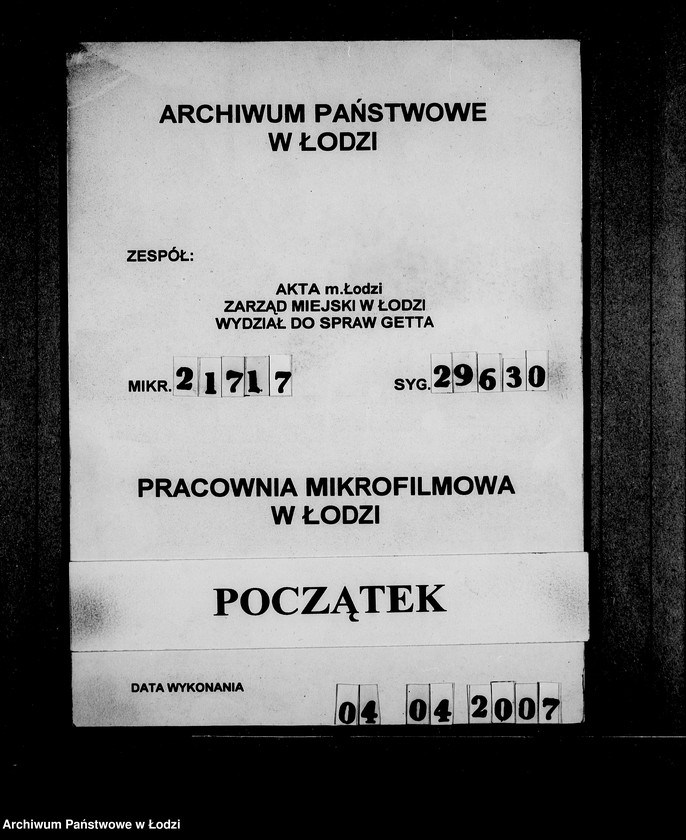 ARCHIWUM PAŃSTWOWE
W ŁODZI
ZESPÓŁ:
AKTA m.Łodzi
ZARZĄD MIEJSKI W ŁODZI
WYDZIAŁ DO SPRAW GETTA
MIKR. 21717 SYG. 29630
PRACOWNIA MIKROFILMOWA
W ŁODZI
POCZĄTEK
DATA WYKONANIA 04 04 2007
Archiwum Państwowe w Łodzi